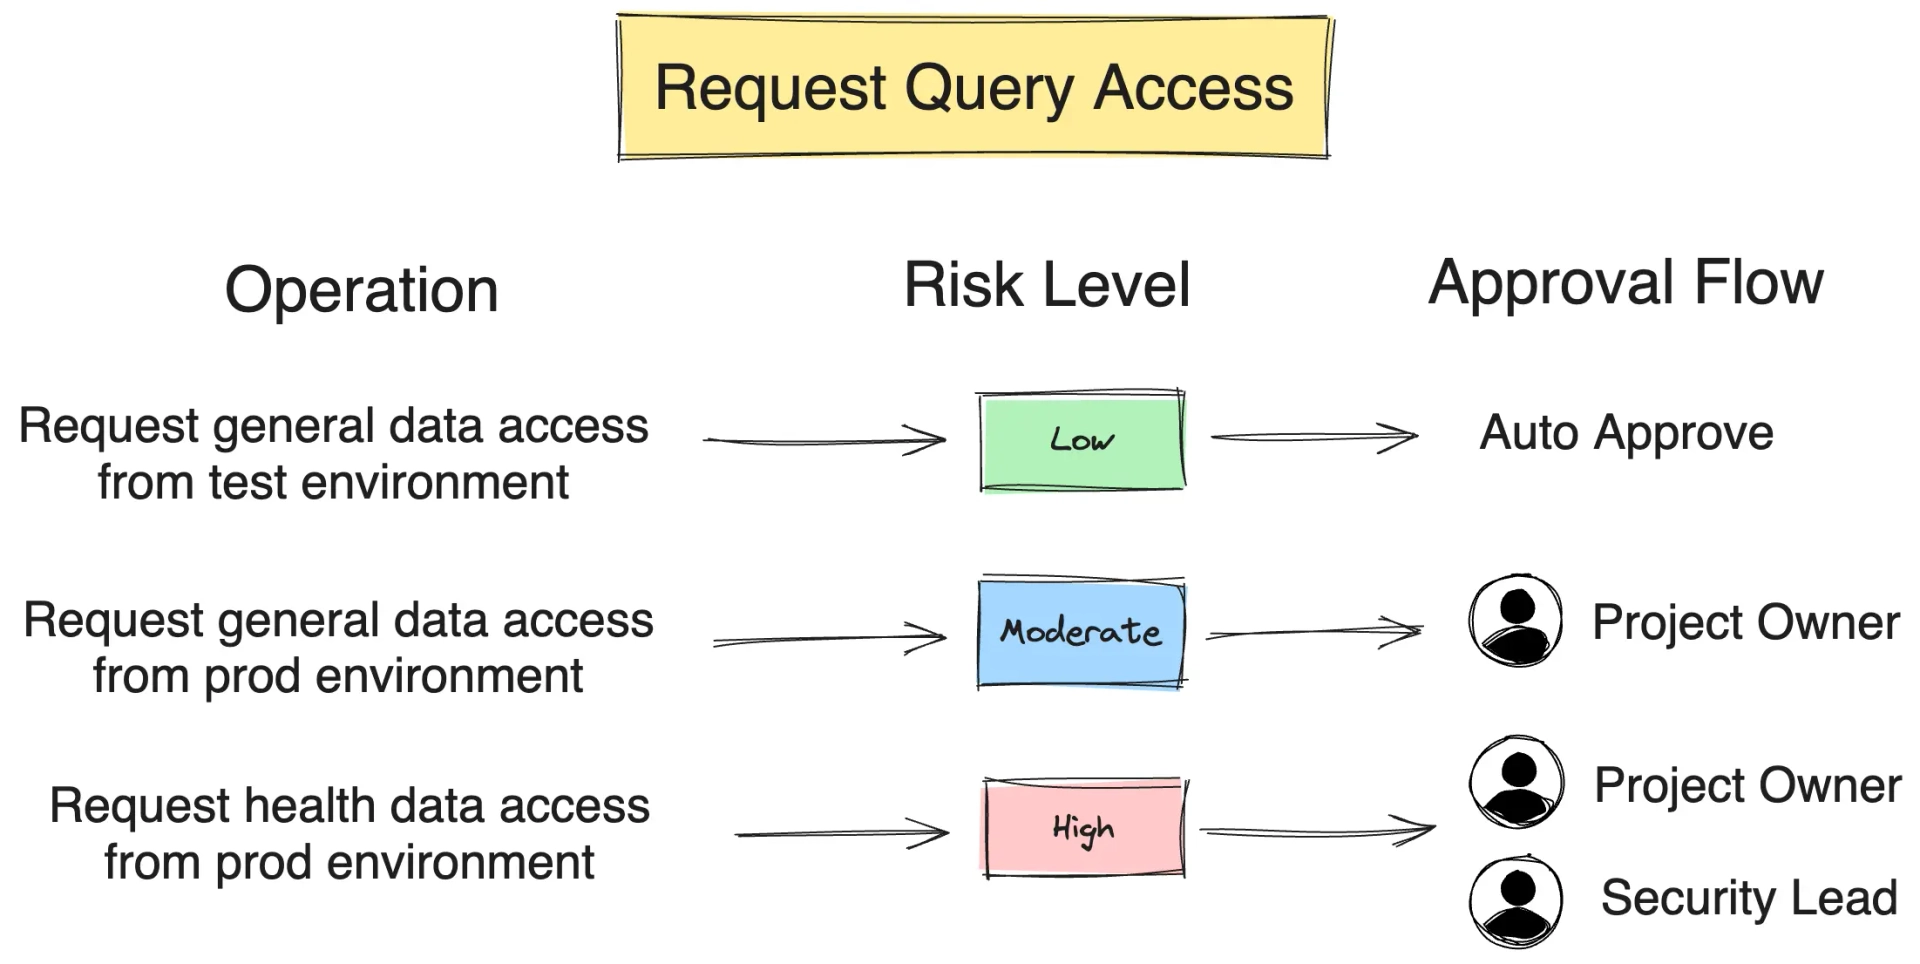 Request Query Access
Operation
Risk Level
Approval Flow
Request general data access
from test environment
Low
Auto Approve
Request general data access
from prod environment
Moderate
Project Owner
Request health data access
from prod environment
High
Project Owner
Security Lead